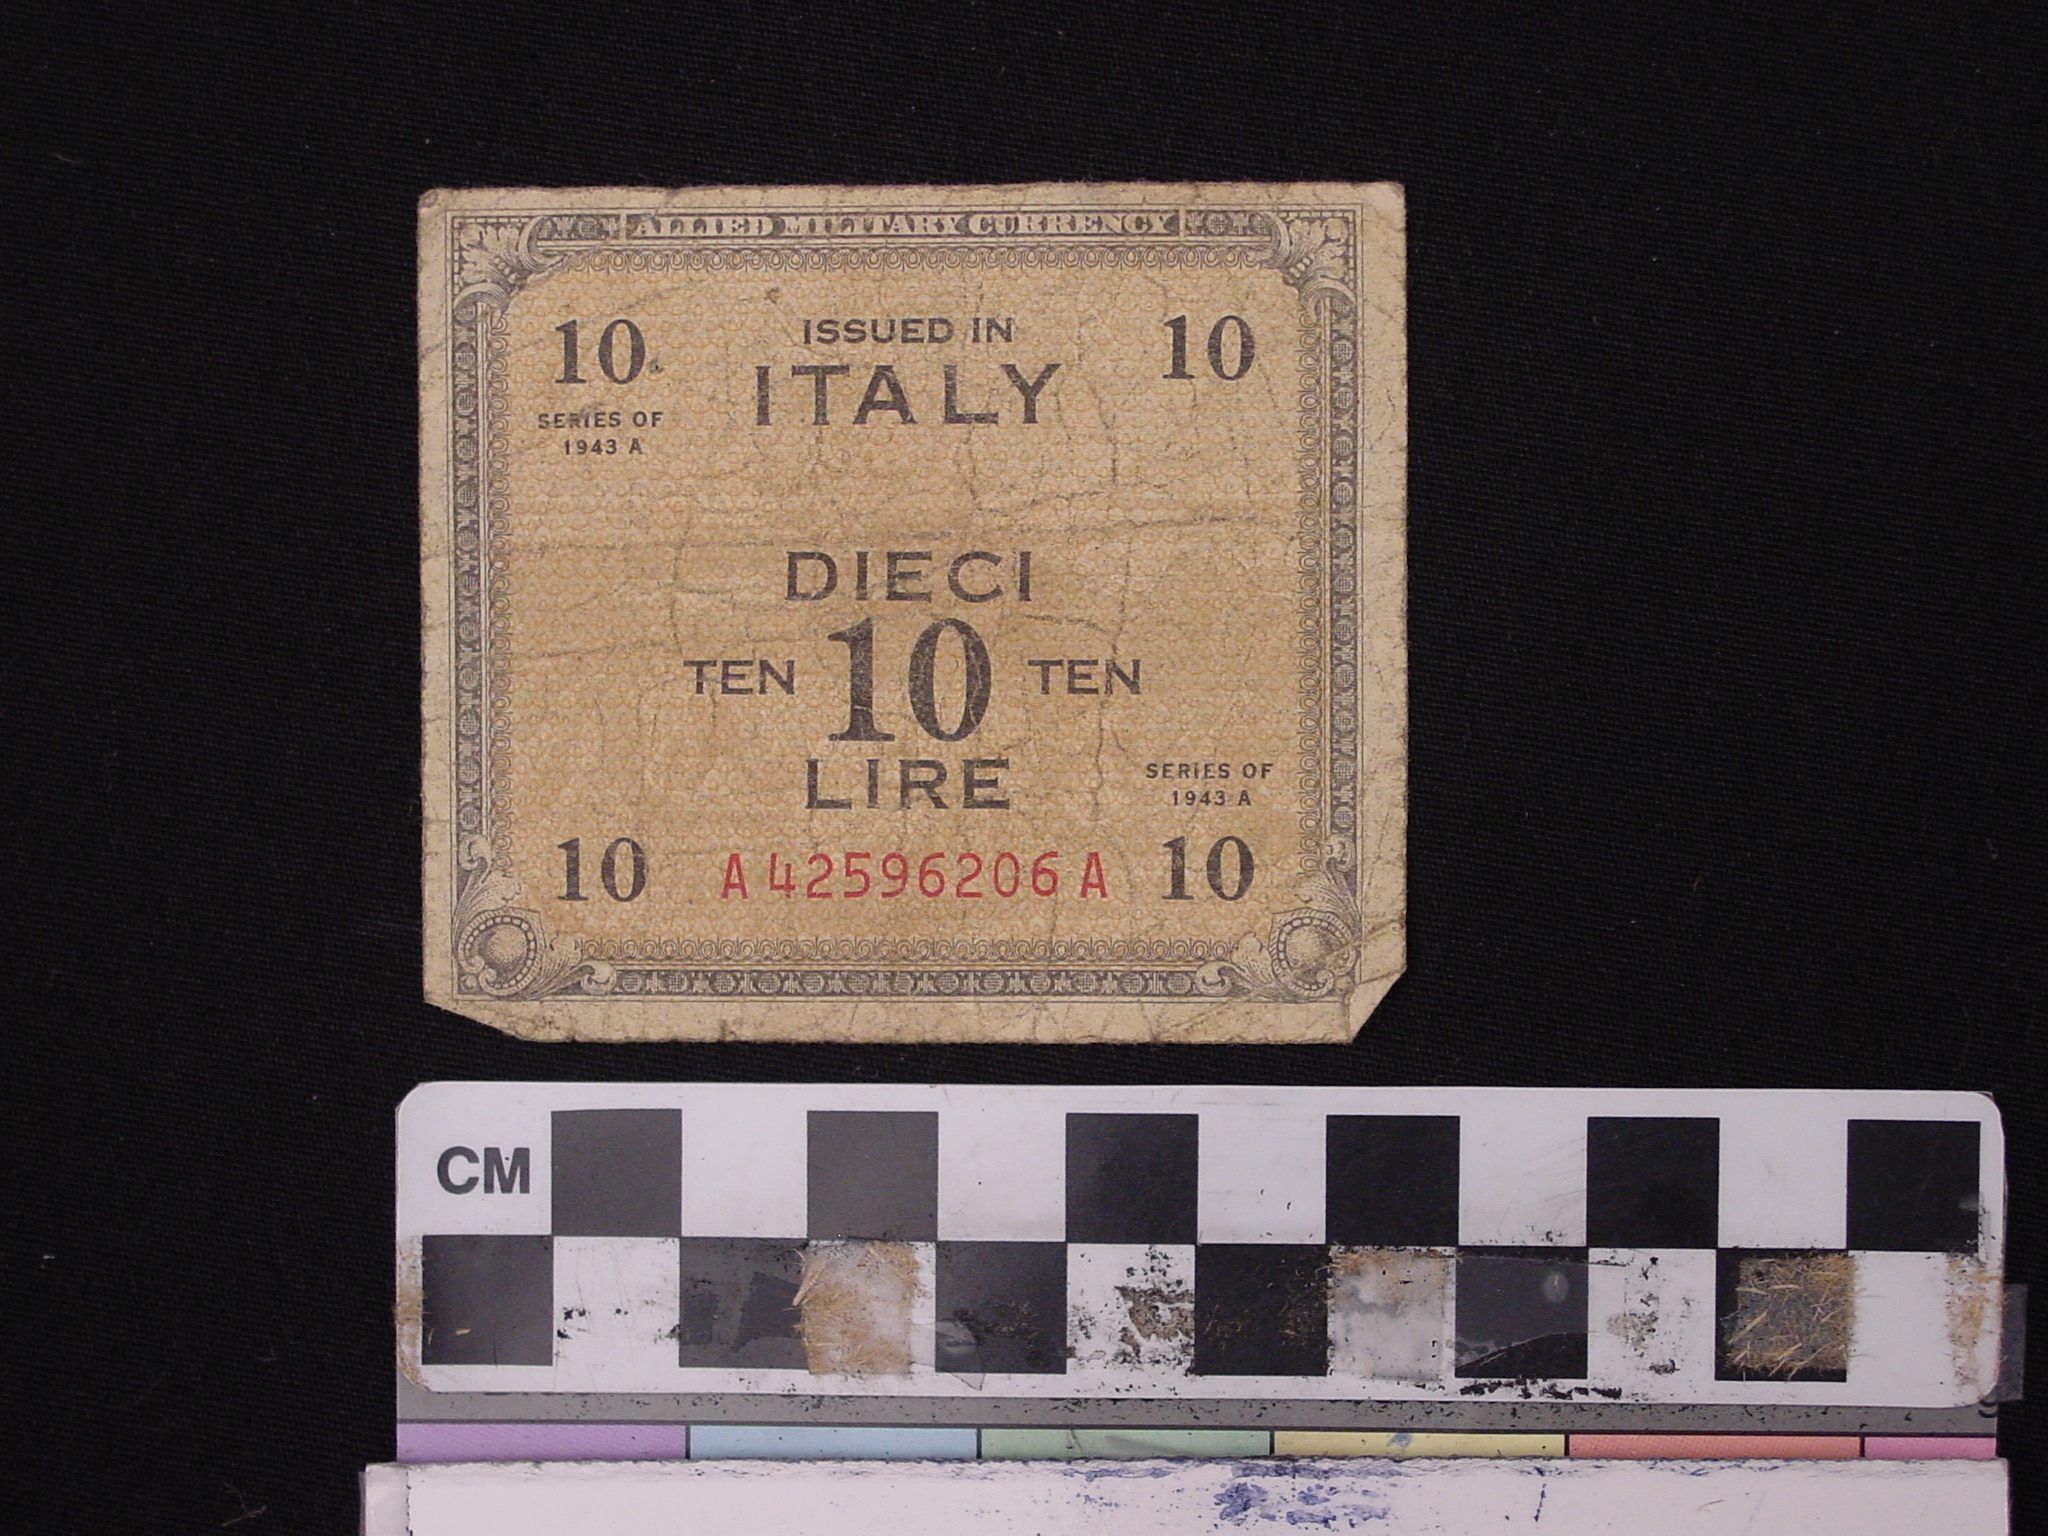 ALLIED MILITARY CURRENCY
10 ISSUED IN 10
ITALY
SERIES OF
1943 A
DIECI
TEN 10 TEN
LIRE
SERIES OF
1943 A
10 A 42596206 A 10
CM